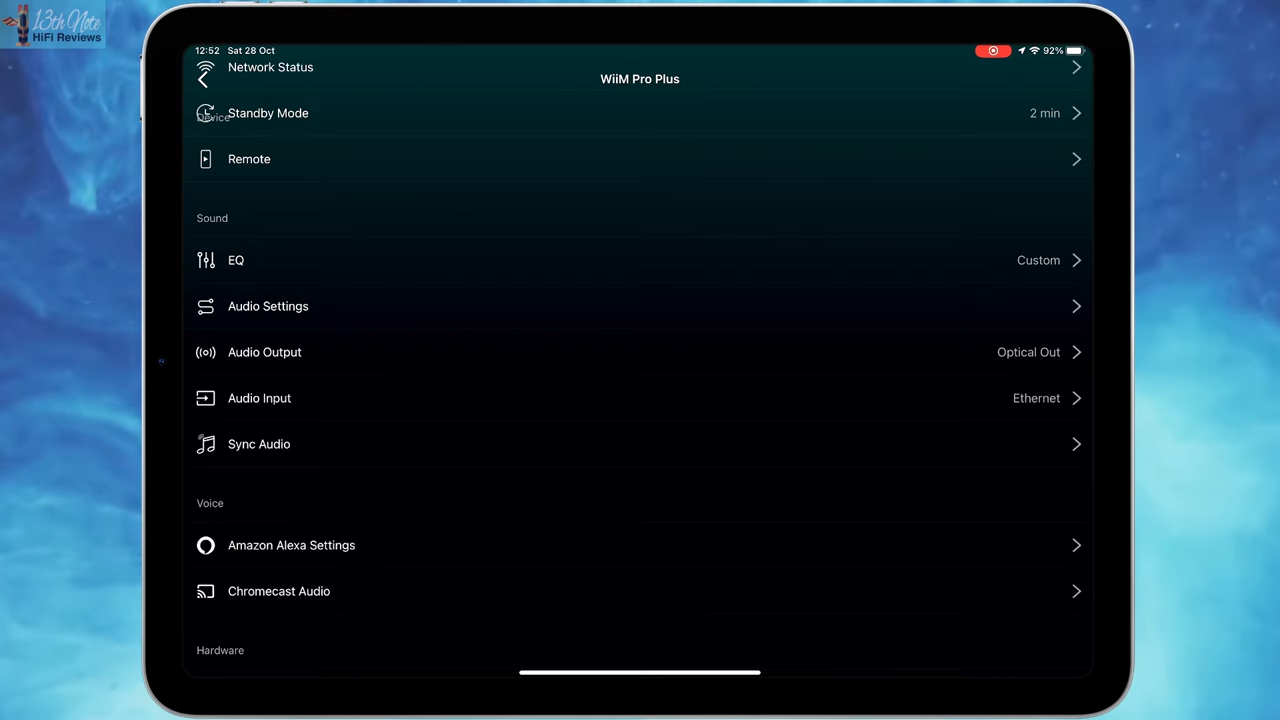 13th Note
HiFi Reviews
12:52 Sat 28 Oct
92%
Network Status
WiiM Pro Plus
Device
Standby Mode 2 min
Remote
Sound
EQ Custom
Audio Settings
Audio Output Optical Out
Audio Input Ethernet
Sync Audio
Voice
Amazon Alexa Settings
Chromecast Audio
Hardware